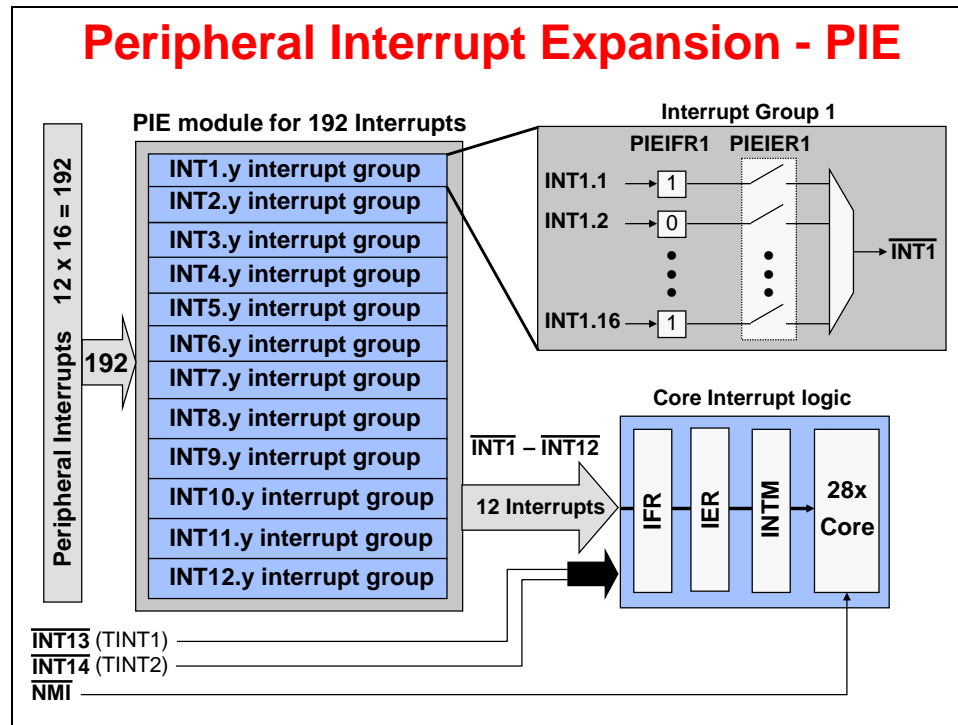 Peripheral Interrupt Expansion - PIE
Peripheral Interrupts 12 x 16 = 192
192
PIE module for 192 Interrupts
INT1.y interrupt group
INT2.y interrupt group
INT3.y interrupt group
INT4.y interrupt group
INT5.y interrupt group
INT6.y interrupt group
INT7.y interrupt group
INT8.y interrupt group
INT9.y interrupt group
INT10.y interrupt group
INT11.y interrupt group
INT12.y interrupt group
Interrupt Group 1
PIEIFR1 PIEIER1
INT1.1 1
INT1.2 0
INT1.16 1
INT1
Core Interrupt logic
INT1 – INT12
12 Interrupts
IFR
IER
INTM
28x
Core
INT13 (TINT1)
INT14 (TINT2)
NMI